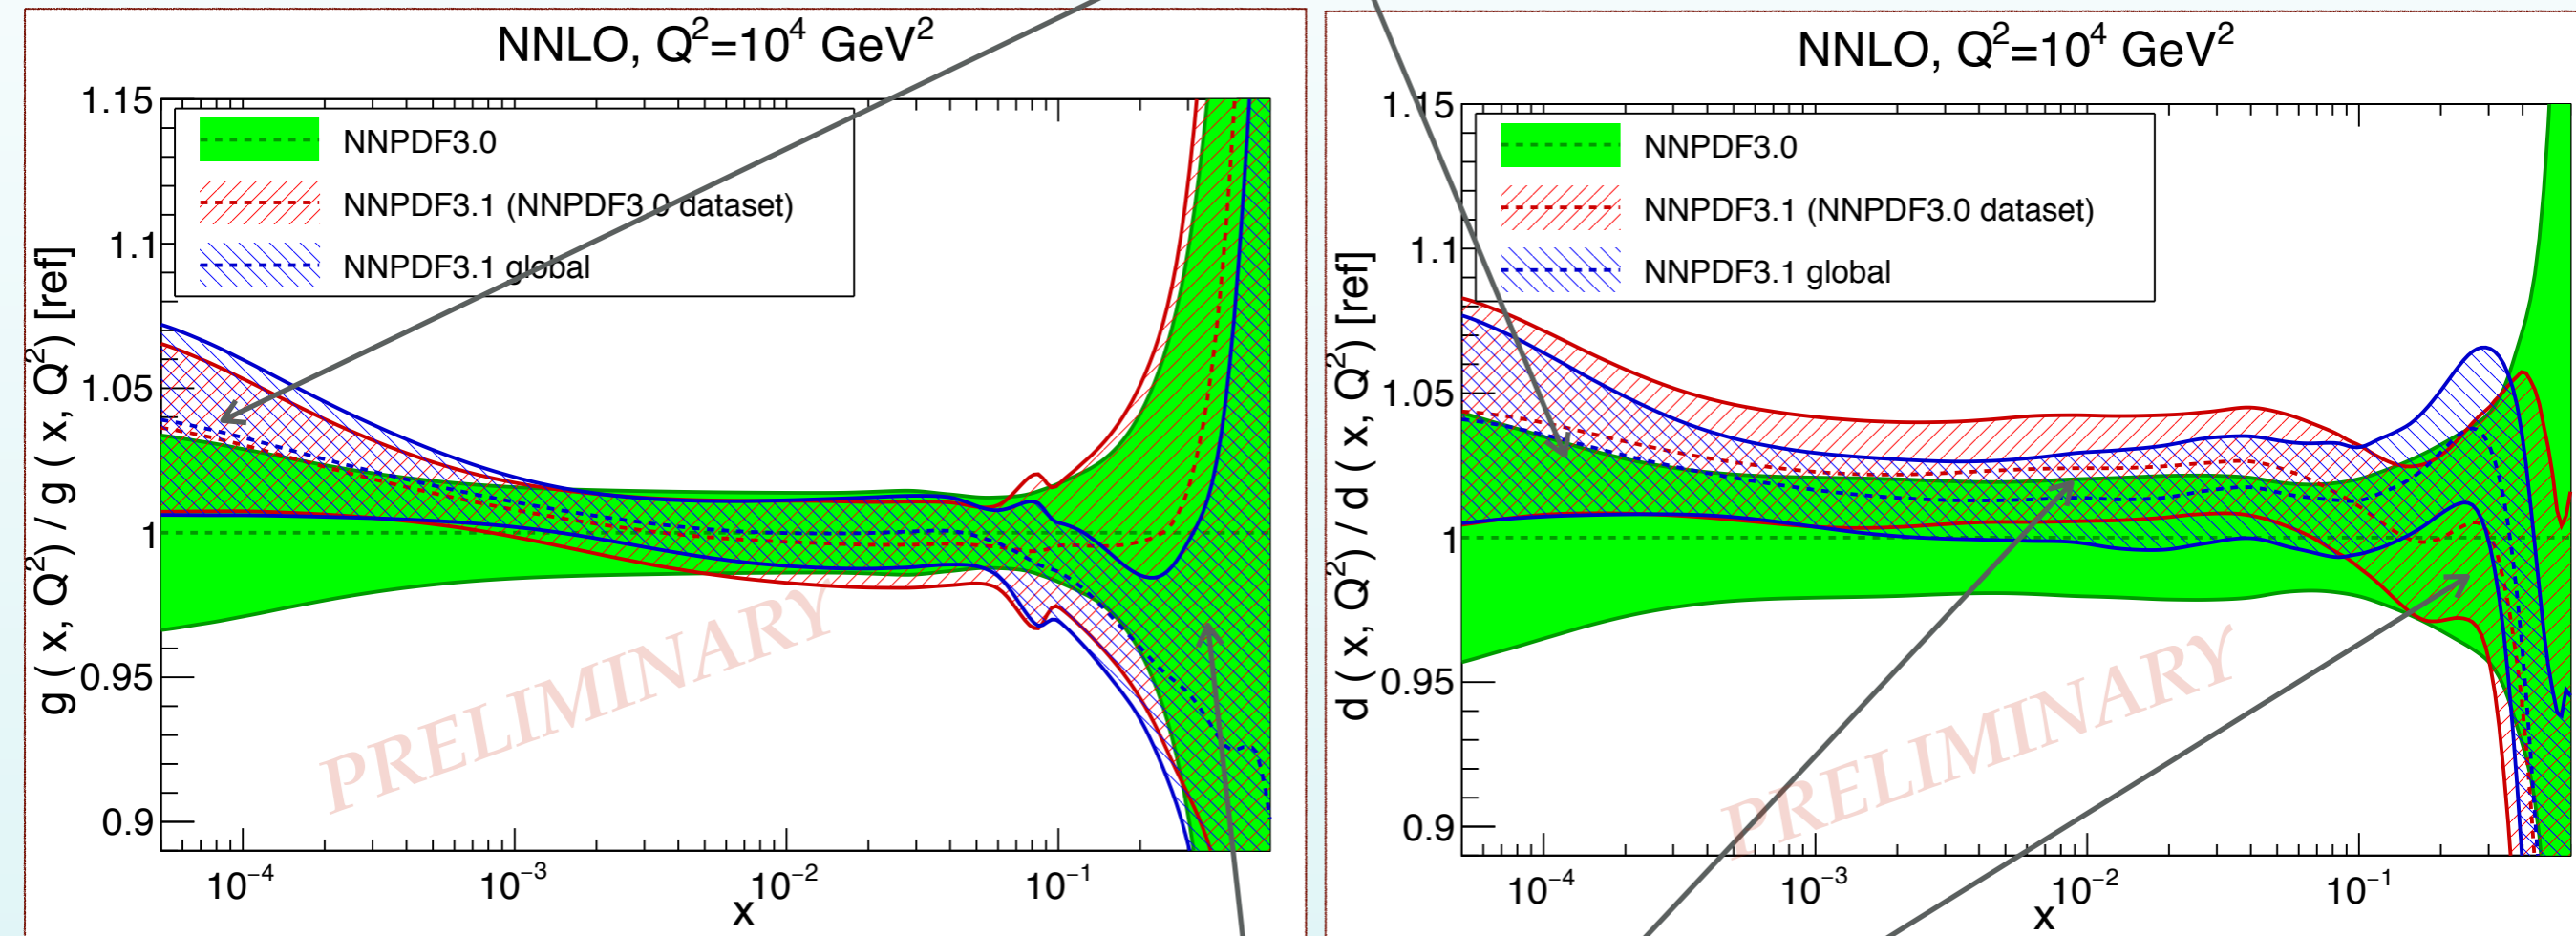 NNLO, Q²=10⁴ GeV²
1.15
1.1
1.05
1
0.95
0.9
g ( x, Q²) / g ( x, Q²) [ref]
NNPDF3.0
NNPDF3.1 (NNPDF3.0 dataset)
NNPDF3.1 global
PRELIMINARY
10⁻⁴ 10⁻³ 10⁻² 10⁻¹
x
NNLO, Q²=10⁴ GeV²
1.15
1.1
1.05
1
0.95
0.9
d ( x, Q²) / d ( x, Q²) [ref]
NNPDF3.0
NNPDF3.1 (NNPDF3.0 dataset)
NNPDF3.1 global
PRELIMINARY
10⁻⁴ 10⁻³ 10⁻² 10⁻¹
x